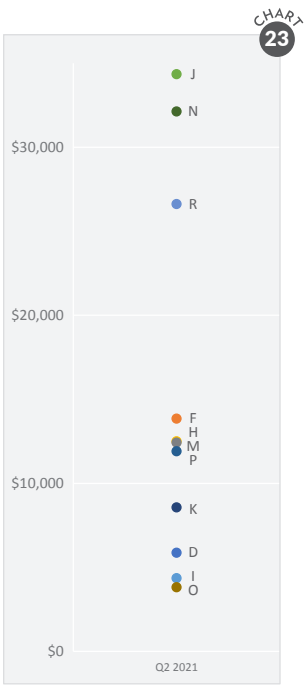 CHART
23
J
N
$30,000
R
$20,000
F
H
M
P
$10,000
K
D
I
O
$0
Q2 2021